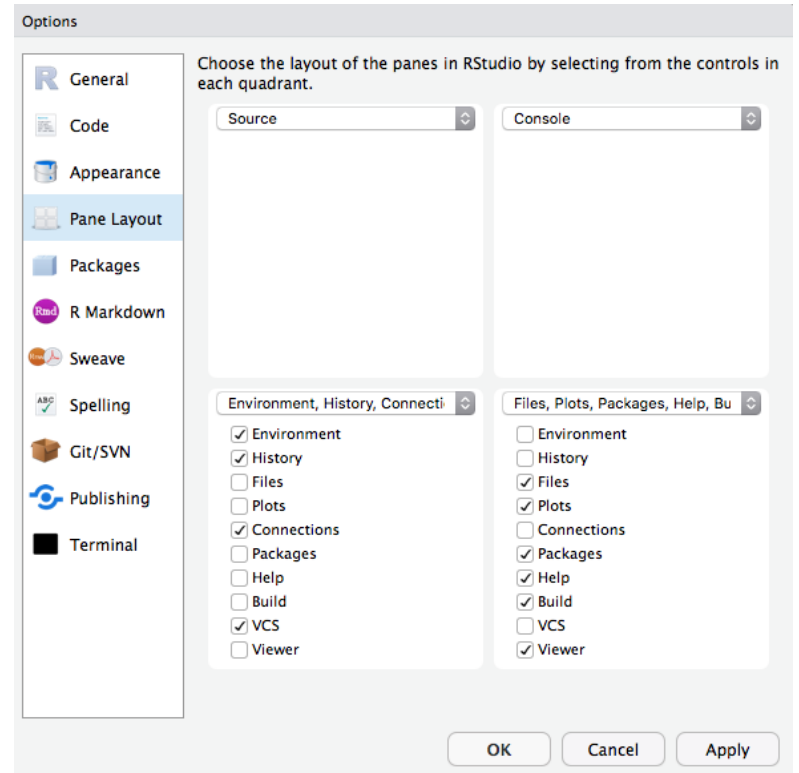 Options
General
Code
Appearance
Pane Layout
Packages
Rmd R Markdown
Sweave
ABC Spelling
Git/SVN
Publishing
Terminal
Choose the layout of the panes in RStudio by selecting from the controls in
each quadrant.
Source
Console
Environment, History, Connecti
Environment
History
Files
Plots
Connections
Packages
Help
Build
VCS
Viewer
Files, Plots, Packages, Help, Bu
Environment
History
Files
Plots
Connections
Packages
Help
Build
VCS
Viewer
OK
Cancel
Apply